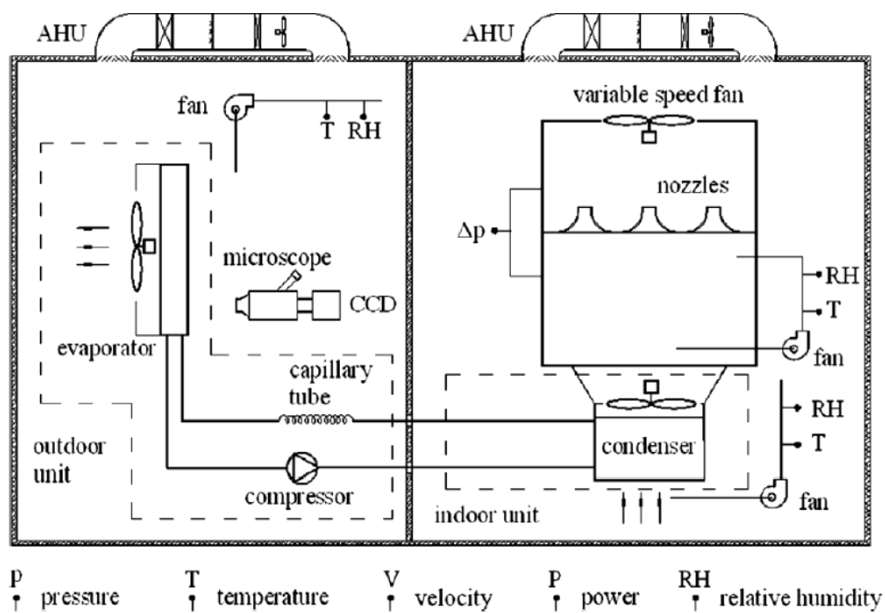 AHU
AHU
fan
T RH
variable speed fan
nozzles
Δp
microscope
CCD
RH
T
fan
evaporator
capillary
tube
RH
T
fan
condenser
outdoor
unit
compressor
indoor unit
P pressure T temperature V velocity P power RH relative humidity